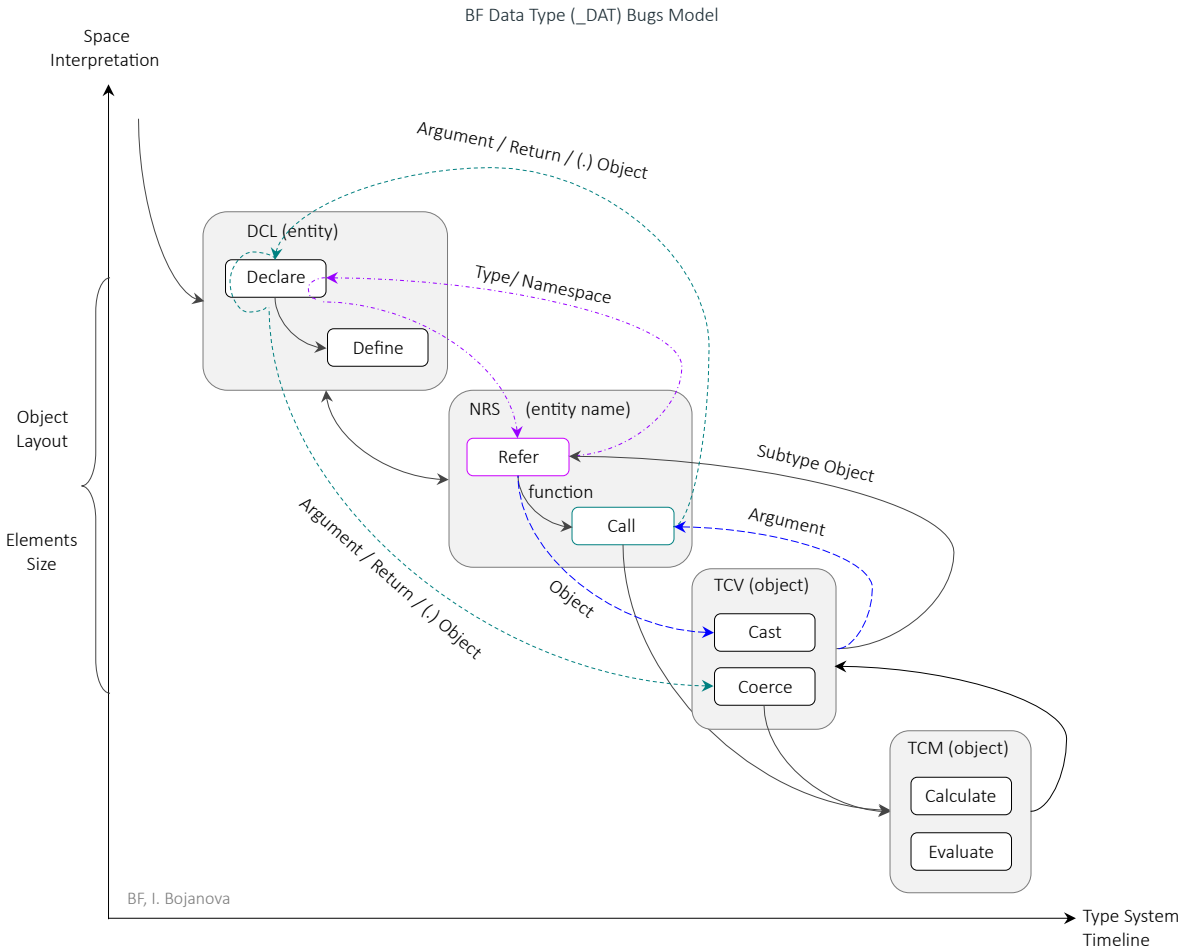 BF Data Type (_DAT) Bugs Model
Space
Interpretation
Argument / Return / (.) Object
DCL (entity)
Declare
Type/ Namespace
Define
Object
Layout
NRS (entity name)
Refer
Subtype Object
function
Call
Argument
Elements
Size
Argument / Return / (.) Object
Object
TCV (object)
Cast
Coerce
TCM (object)
Calculate
Evaluate
BF, I. Bojanova
Type System
Timeline